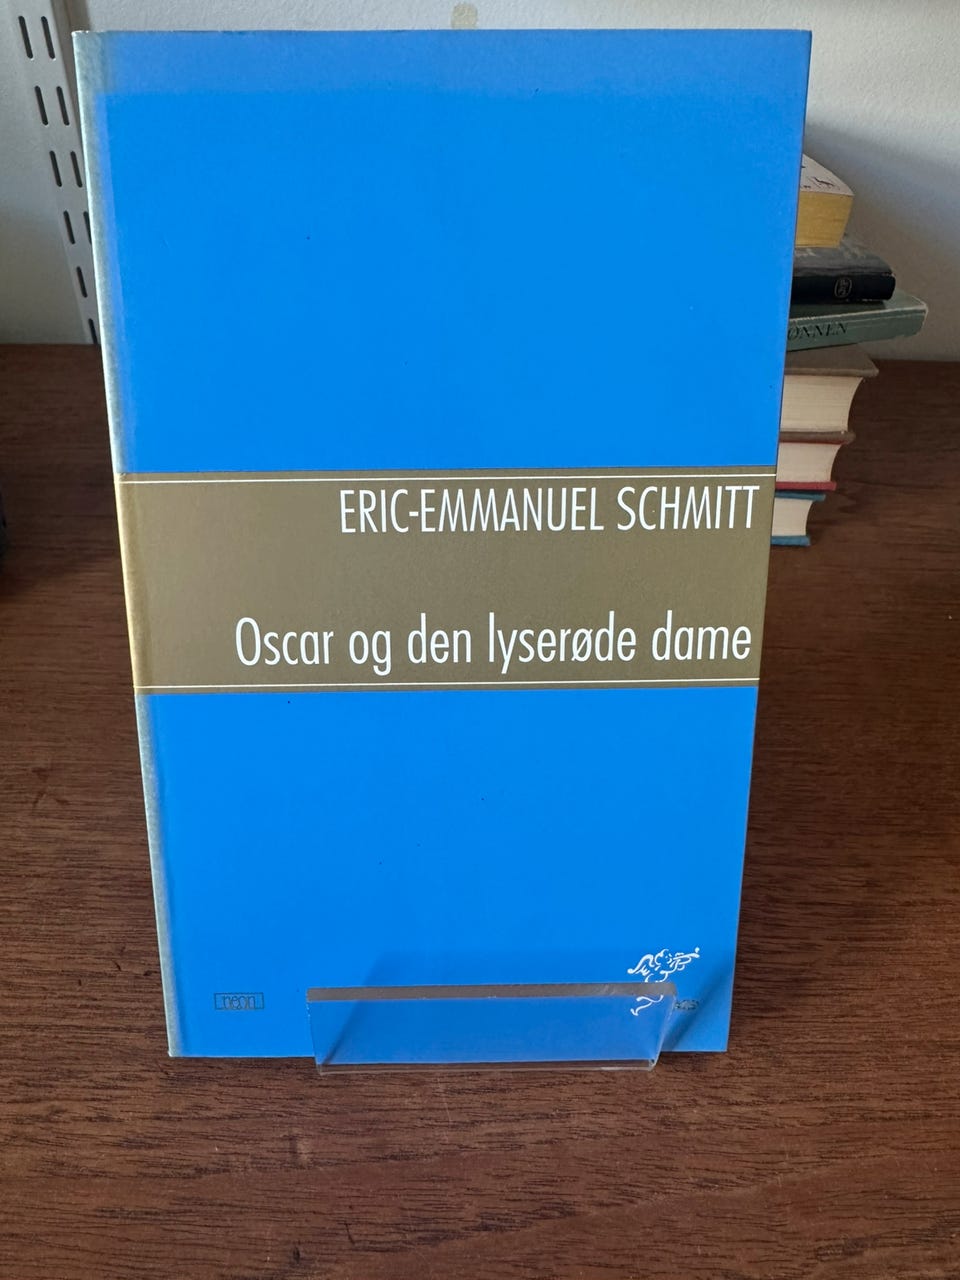 ERIC-EMMANUEL SCHMITT
Oscar og den lyserøde dame
neon